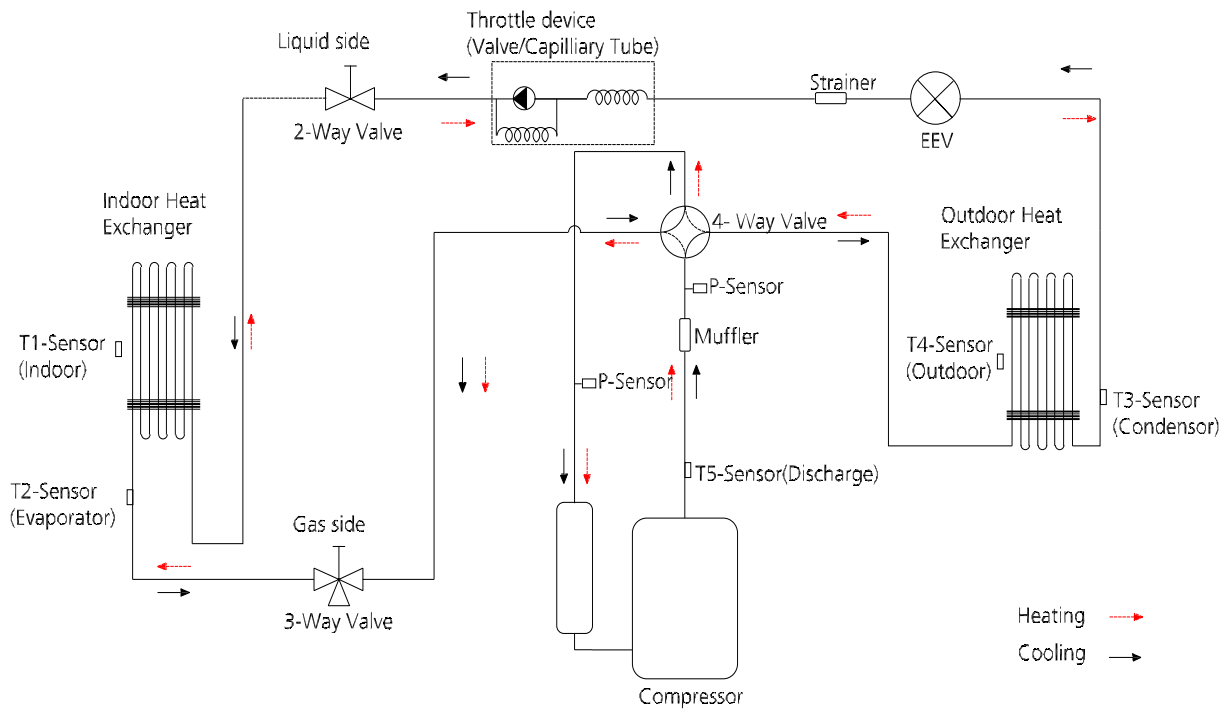 Throttle device
(Valve/Capilliary Tube)
Liquid side
2-Way Valve
Strainer
EEV
Indoor Heat
Exchanger
4- Way Valve
Outdoor Heat
Exchanger
P-Sensor
Muffler
T1-Sensor
(Indoor)
T4-Sensor
(Outdoor)
P-Sensor
T3-Sensor
(Condensor)
T5-Sensor(Discharge)
T2-Sensor
(Evaporator)
Gas side
3-Way Valve
Heating
Cooling
Compressor